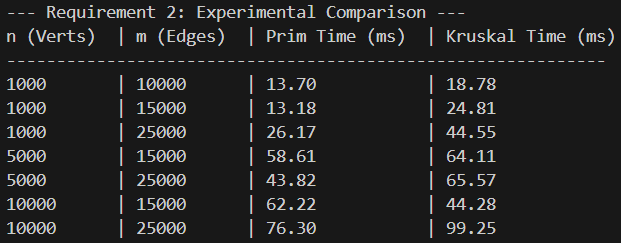 --- Requirement 2: Experimental Comparison ---
n (Verts)  | m (Edges)  | Prim Time (ms)  | Kruskal Time (ms)
------------------------------------------------------------
1000       | 10000      | 13.70           | 18.78
1000       | 15000      | 13.18           | 24.81
1000       | 25000      | 26.17           | 44.55
5000       | 15000      | 58.61           | 64.11
5000       | 25000      | 43.82           | 65.57
10000      | 15000      | 62.22           | 44.28
10000      | 25000      | 76.30           | 99.25